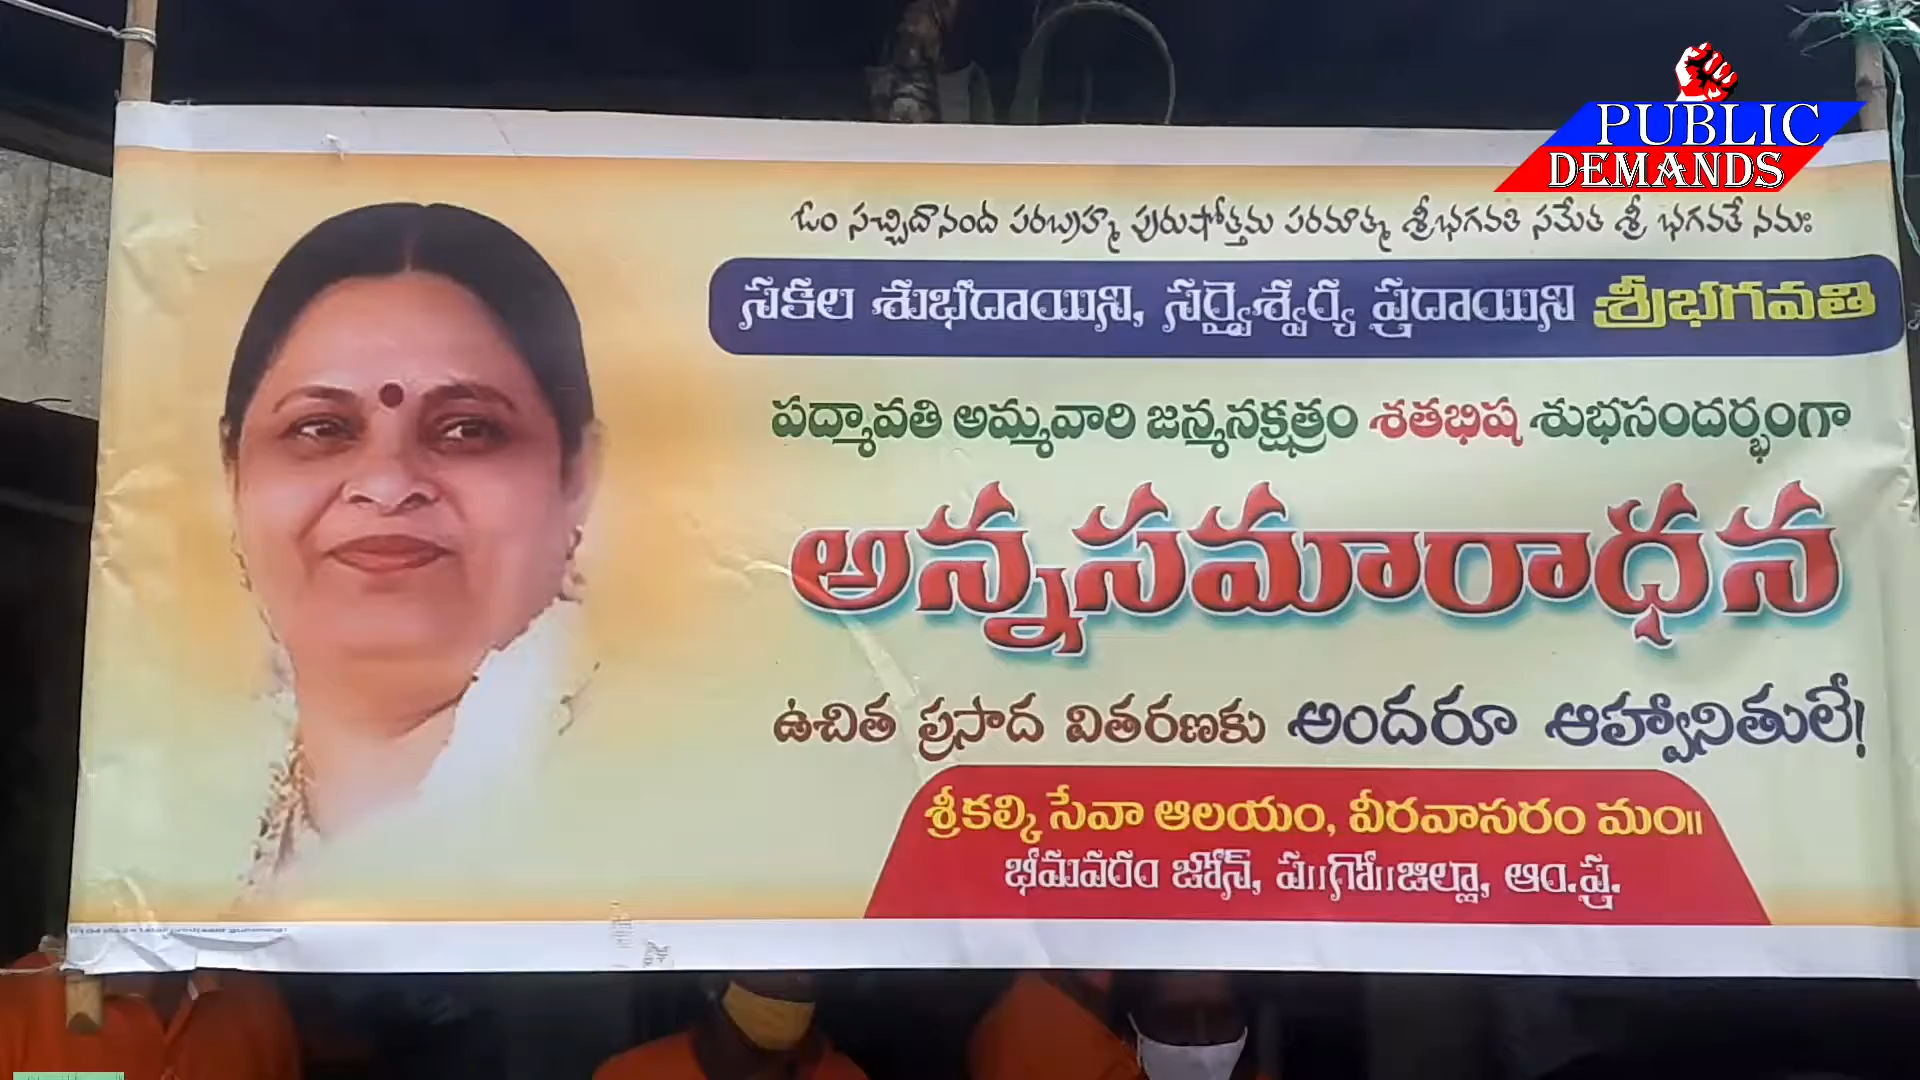 PUBLIC
DEMANDS
ఓం సచ్చిదానంద పరబ్రహ్మ పురుషోత్తమ పరమాత్మ శ్రీభగవతి సమేత శ్రీ భగవతే నమః
సకల శుభదాయిని, సర్వైశ్వర్య ప్రదాయిని శ్రీభగవతి
పద్మావతి అమ్మవారి జన్మనక్షత్రం శతభిష శుభసందర్భంగా
అన్నసమారాధన
ఉచిత ప్రసాద వితరణకు అందరూ ఆహ్వానితులే!
శ్రీకల్కి సేవా ఆలయం, వీరవాసరం మం॥
భీమవరం జోన్, ప॥గో॥జిల్లా, ఆం.ప్ర.